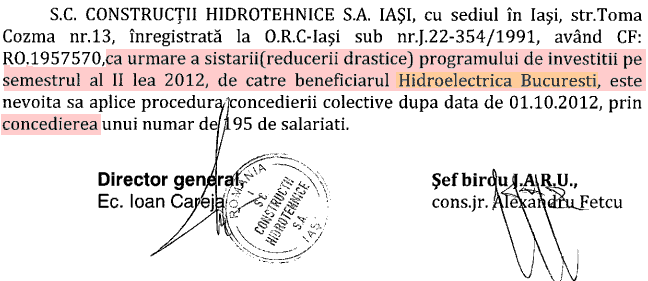 S.C. CONSTRUCȚII HIDROTEHNICE S.A. IAȘI, cu sediul în Iași, str.Toma
Cozma nr.13, înregistrată la O.R.C-Iași sub nr.J.22-354/1991, având CF:
RO.1957570,ca urmare a sistarii(reducerii drastice) programului de investitii pe
semestrul al II lea 2012, de catre beneficiarul Hidroelectrica Bucuresti, este
nevoita sa aplice procedura concedierii colective dupa data de 01.10.2012, prin
concedierea unui numar de 195 de salariati.
Director general, Șef birou J.A.R.U.,
Ec. Ioan Careja cons.jr. Alexandru Fetcu
ROMANIA
SC
CONSTRUCTII
HIDROTEHNICE
S.A.
IAȘI